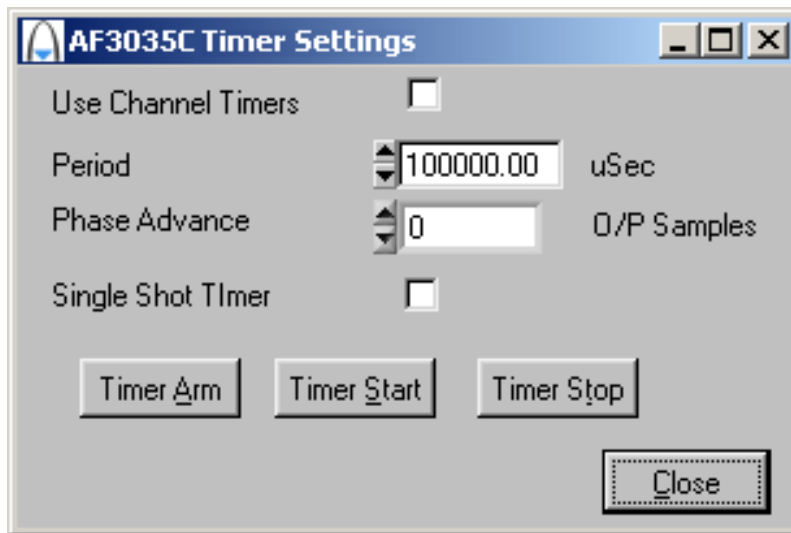 AF3035C Timer Settings
Use Channel Timers
Period 100000.00 uSec
Phase Advance 0 O/P Samples
Single Shot TImer
Timer Arm Timer Start Timer Stop
Close